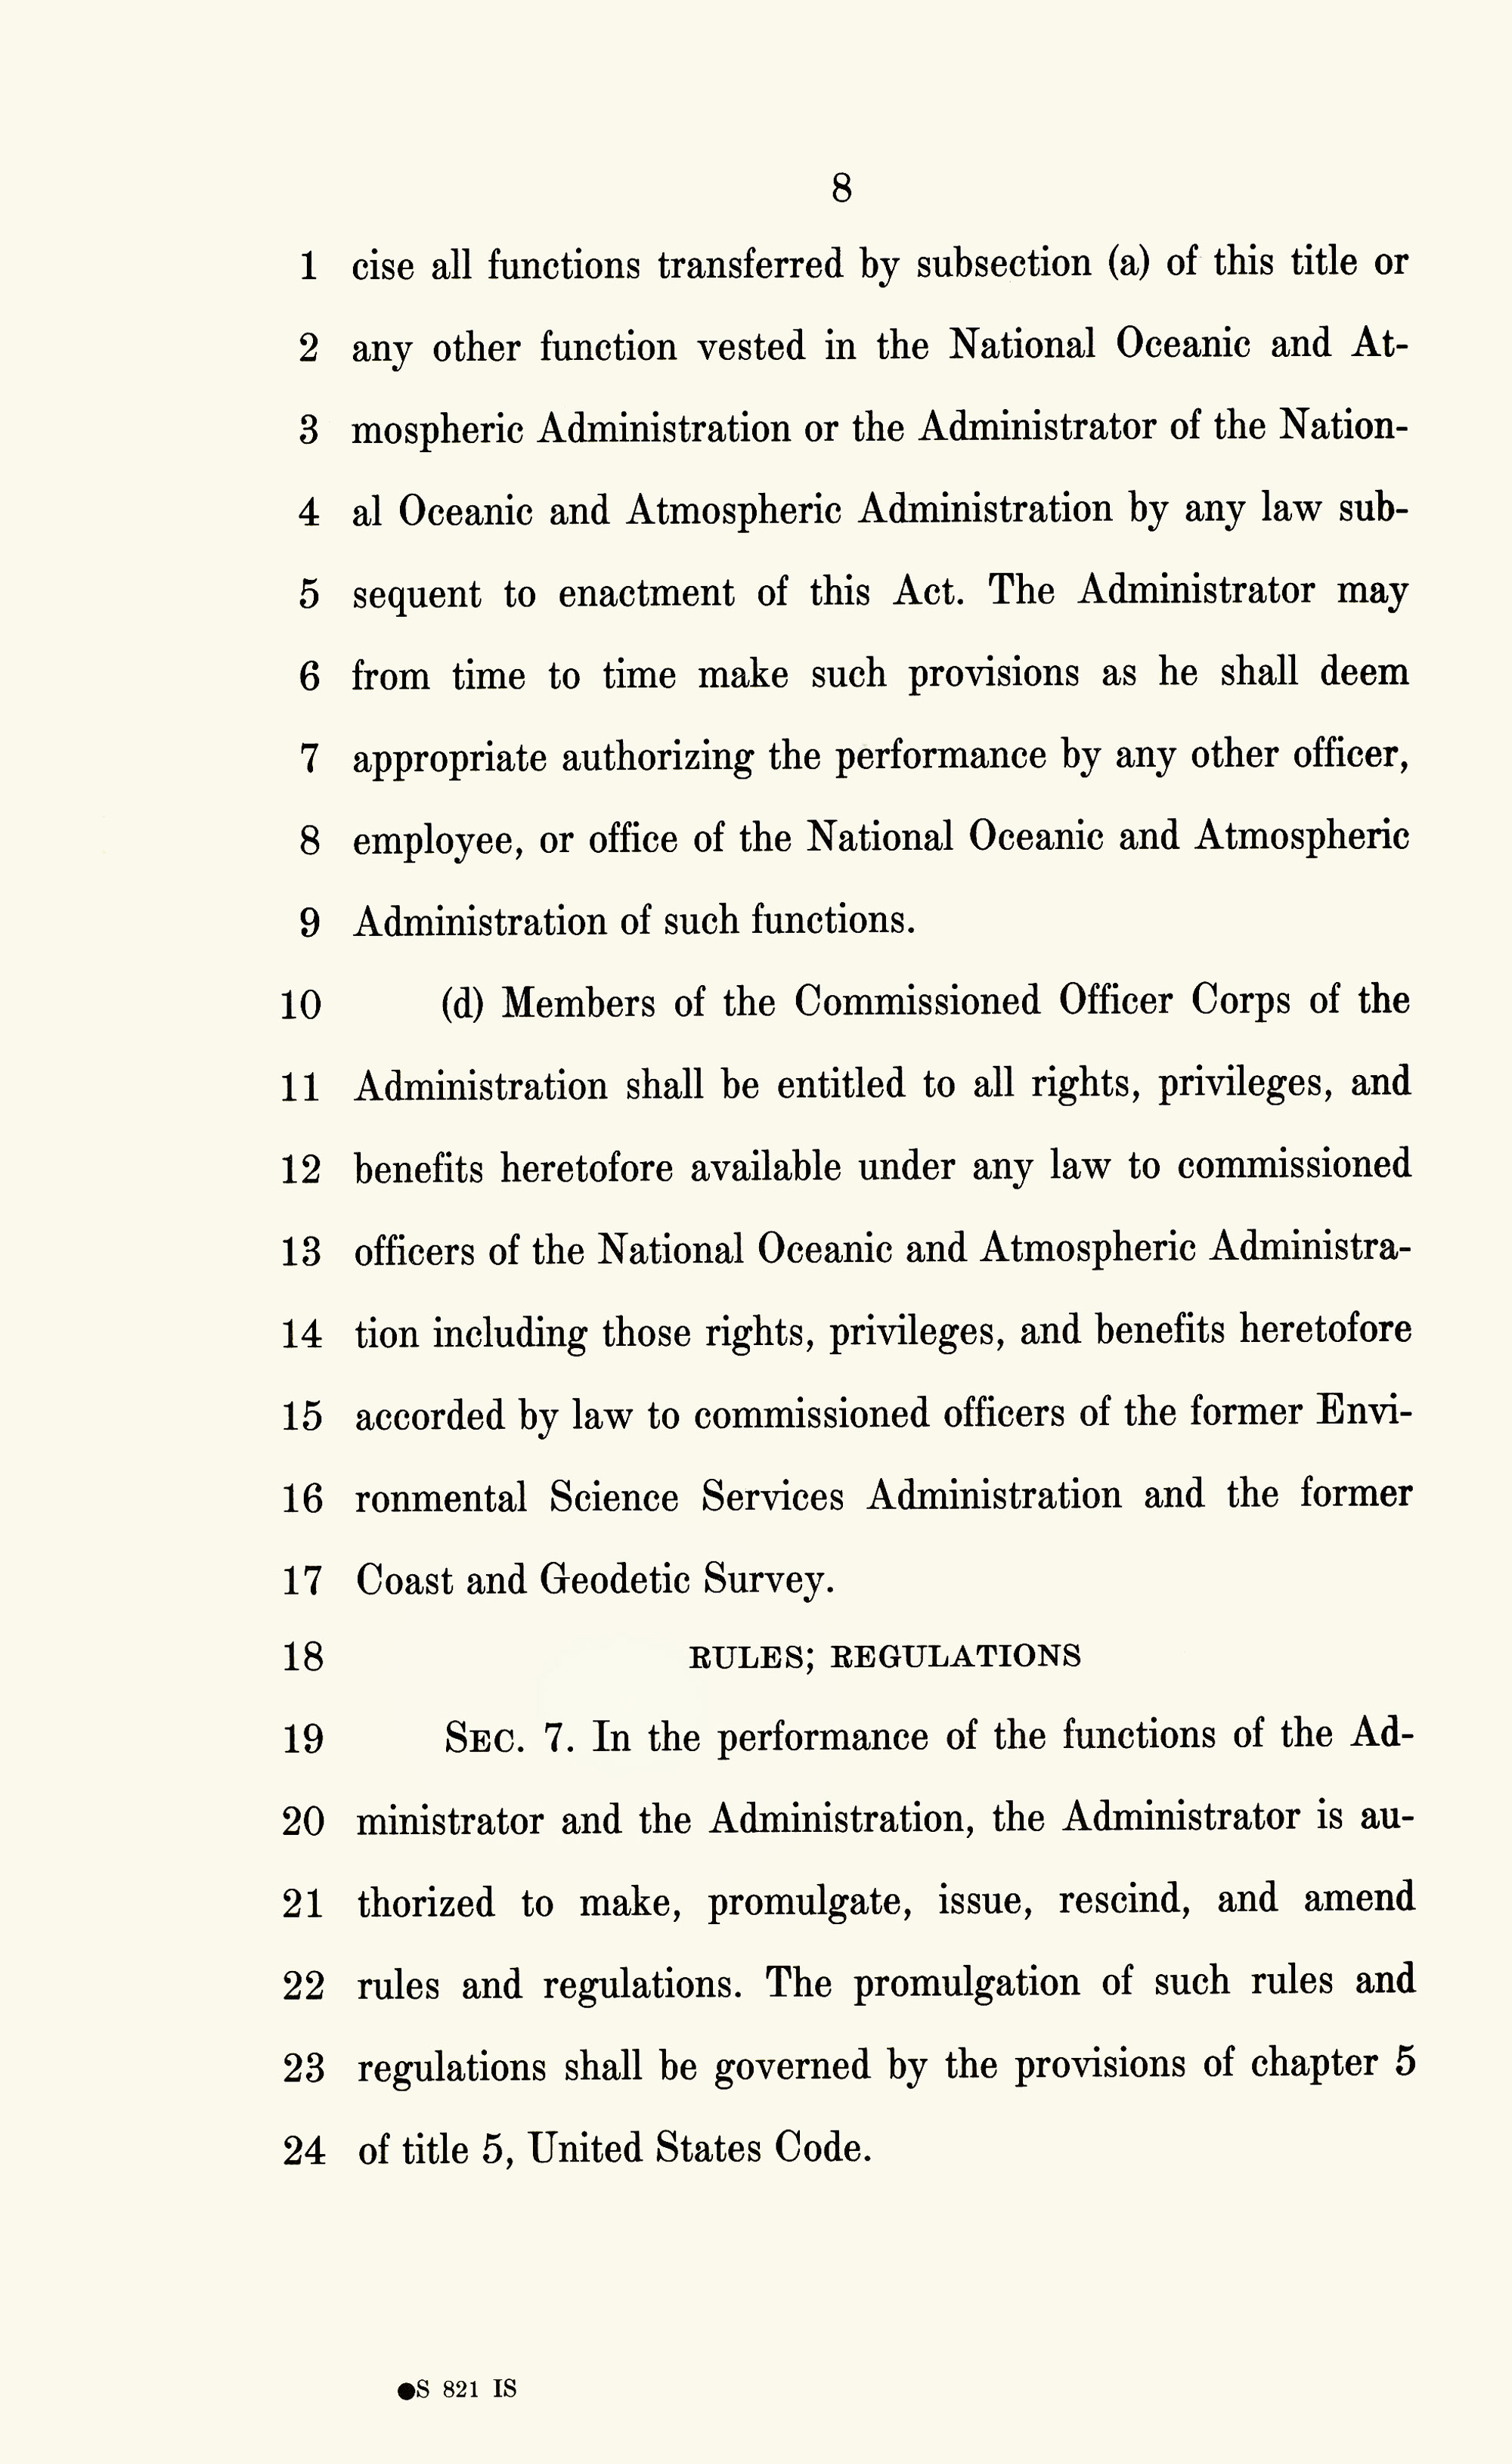 8
1 cise all functions transferred by subsection (a) of this title or
2 any other function vested in the National Oceanic and At-
3 mospheric Administration or the Administrator of the Nation-
4 al Oceanic and Atmospheric Administration by any law sub-
5 sequent to enactment of this Act. The Administrator may
6 from time to time make such provisions as he shall deem
7 appropriate authorizing the performance by any other officer,
8 employee, or office of the National Oceanic and Atmospheric
9 Administration of such functions.
10 (d) Members of the Commissioned Officer Corps of the
11 Administration shall be entitled to all rights, privileges, and
12 benefits heretofore available under any law to commissioned
13 officers of the National Oceanic and Atmospheric Administra-
14 tion including those rights, privileges, and benefits heretofore
15 accorded by law to commissioned officers of the former Envi-
16 ronmental Science Services Administration and the former
17 Coast and Geodetic Survey.
18 RULES; REGULATIONS
19 SEC. 7. In the performance of the functions of the Ad-
20 ministrator and the Administration, the Administrator is au-
21 thorized to make, promulgate, issue, rescind, and amend
22 rules and regulations. The promulgation of such rules and
23 regulations shall be governed by the provisions of chapter 5
24 of title 5, United States Code.
●S 821 IS